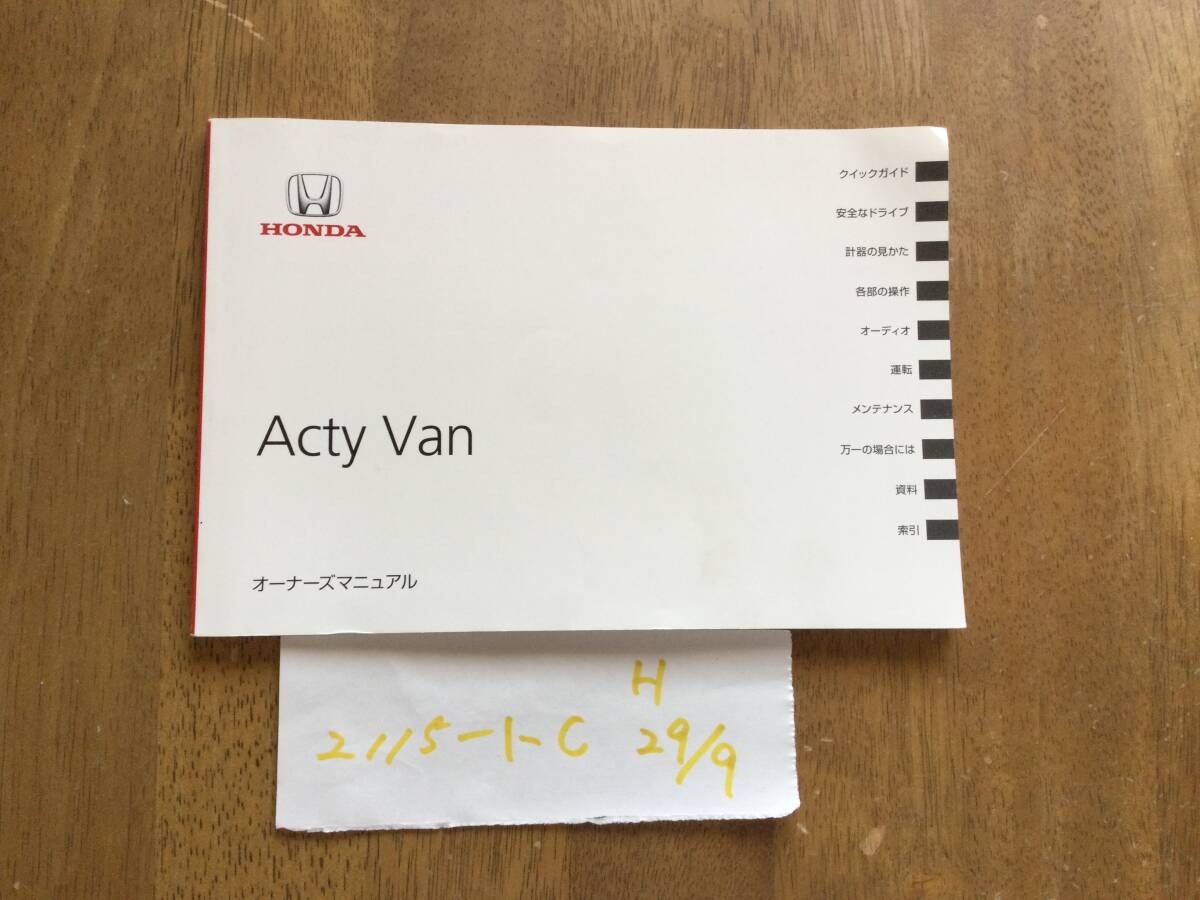 HONDA
Acty Van
オーナーズマニュアル
クイックガイド
安全なドライブ
計器の見かた
各部の操作
オーディオ
運転
メンテナンス
万一の場合には
資料
索引
H
2115-1-C 29/9